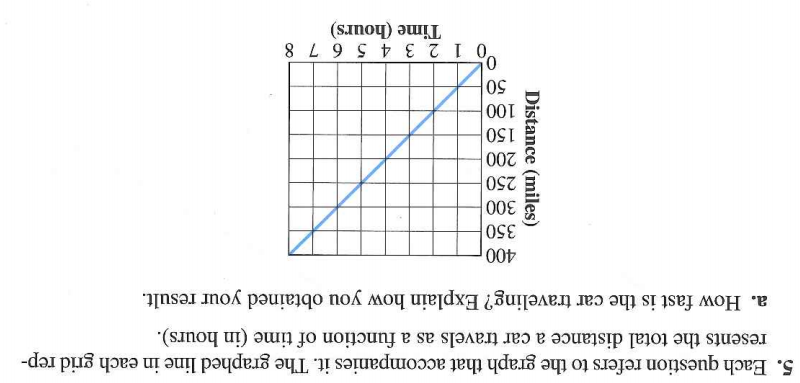 5. Each question refers to the graph that accompanies it. The graphed line in each grid rep-
resents the total distance a car travels as a function of time (in hours).
a. How fast is the car traveling? Explain how you obtained your result.
400
350
300
250
200
150
100
50
0
Distance (miles)
0 1 2 3 4 5 6 7 8
Time (hours)